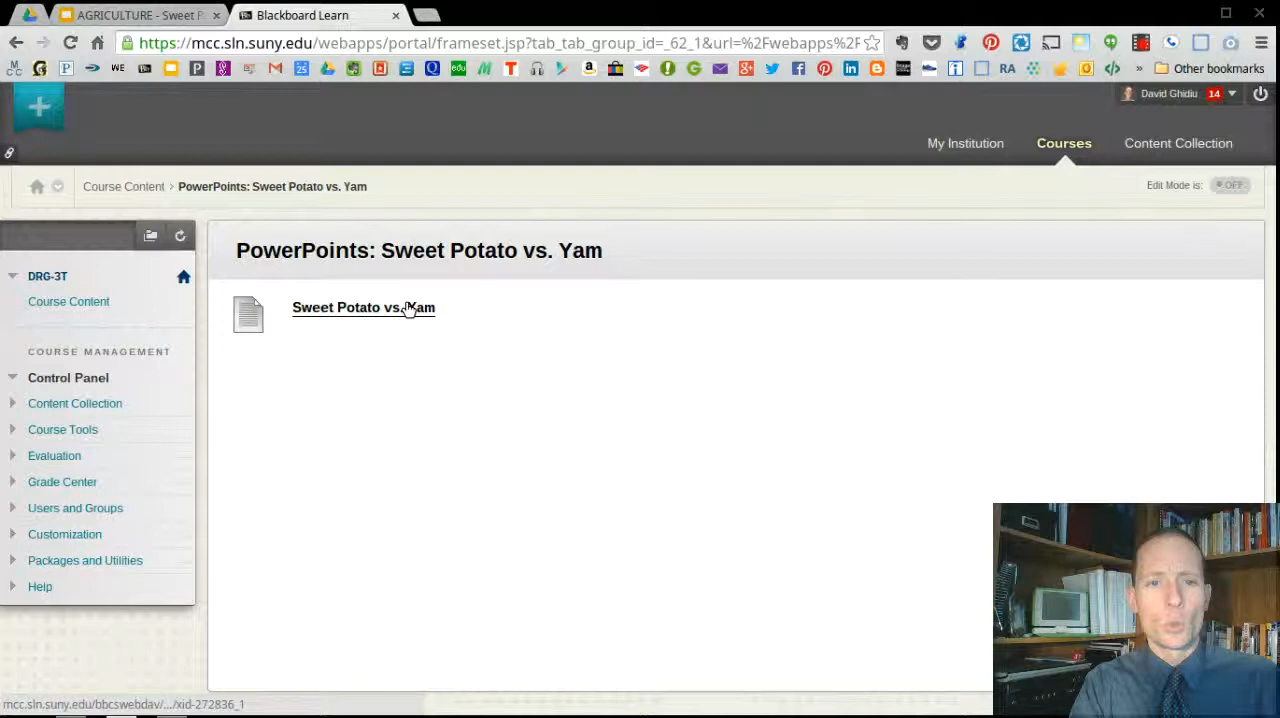 AGRICULTURE - Sweet P
Blackboard Learn
https://mcc.sln.suny.edu/webapps/portal/frameset.jsp?tab_tab_group_id=_62_1&url=%2Fwebapps%2F
WE
RA
Other bookmarks
David Ghidiu 14
My Institution
Courses
Content Collection
Course Content > PowerPoints: Sweet Potato vs. Yam
Edit Mode is: OFF
DRG-3T
Course Content
COURSE MANAGEMENT
Control Panel
Content Collection
Course Tools
Evaluation
Grade Center
Users and Groups
Customization
Packages and Utilities
Help
PowerPoints: Sweet Potato vs. Yam
Sweet Potato vs. Yam
mcc.sln.suny.edu/bbcswebdav/.../xid-272836_1